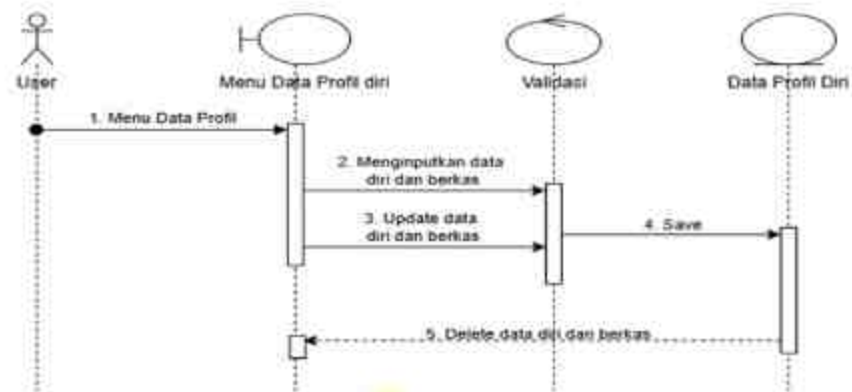 User
Menu Data Profil diri
Validasi
Data Profil Diri
1. Menu Data Profil
2. Menginputkan data
diri dan berkas
3. Update data
diri dan berkas
4. Save
5. Delete data diri dan berkas